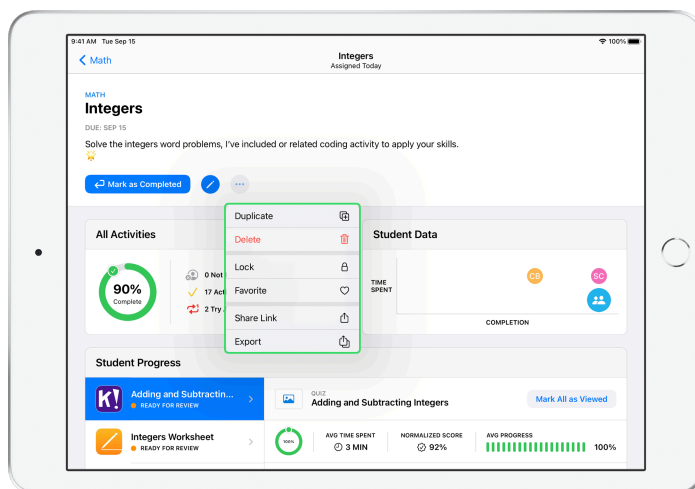 9:41 AM Tue Sep 15
100%
Math
Integers
Assigned Today
MATH
Integers
DUE: SEP 15
Solve the integers word problems, I've included or related coding activity to apply your skills.
Mark as Completed
Duplicate
Delete
Lock
Favorite
Share Link
Export
All Activities
90%
Complete
0 Not
17 Acti
2 Try
Student Data
TIME
SPENT
CB
SC
COMPLETION
Student Progress
K!
Adding and Subtractin...
READY FOR REVIEW
Integers Worksheet
READY FOR REVIEW
QUIZ
Adding and Subtracting Integers
Mark All as Viewed
100%
AVG TIME SPENT
3 MIN
NORMALIZED SCORE
92%
AVG PROGRESS
100%